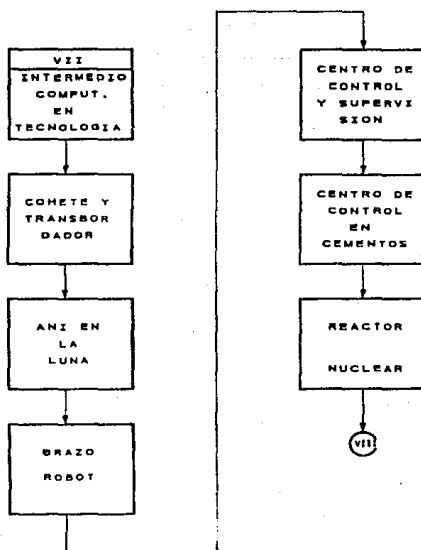 VII
INTERMEDIO
COMPUT.
EN
TECNOLOGIA
COHETE Y
TRANSBOR
DADOR
ANI EN
LA
LUNA
BRAZO
ROBOT
CENTRO DE
CONTROL
Y SUPERVI
SION
CENTRO DE
CONTROL
EN
CEMENTOS
REACTOR
NUCLEAR
VII